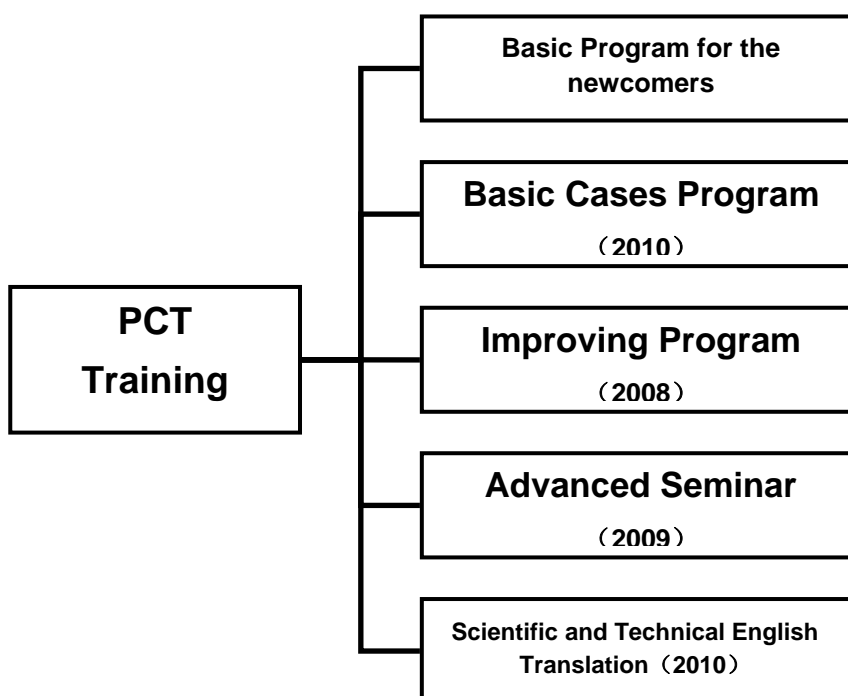 Basic Program for the
newcomers
Basic Cases Program
（2010）
PCT
Training
Improving Program
（2008）
Advanced Seminar
（2009）
Scientific and Technical English
Translation（2010）